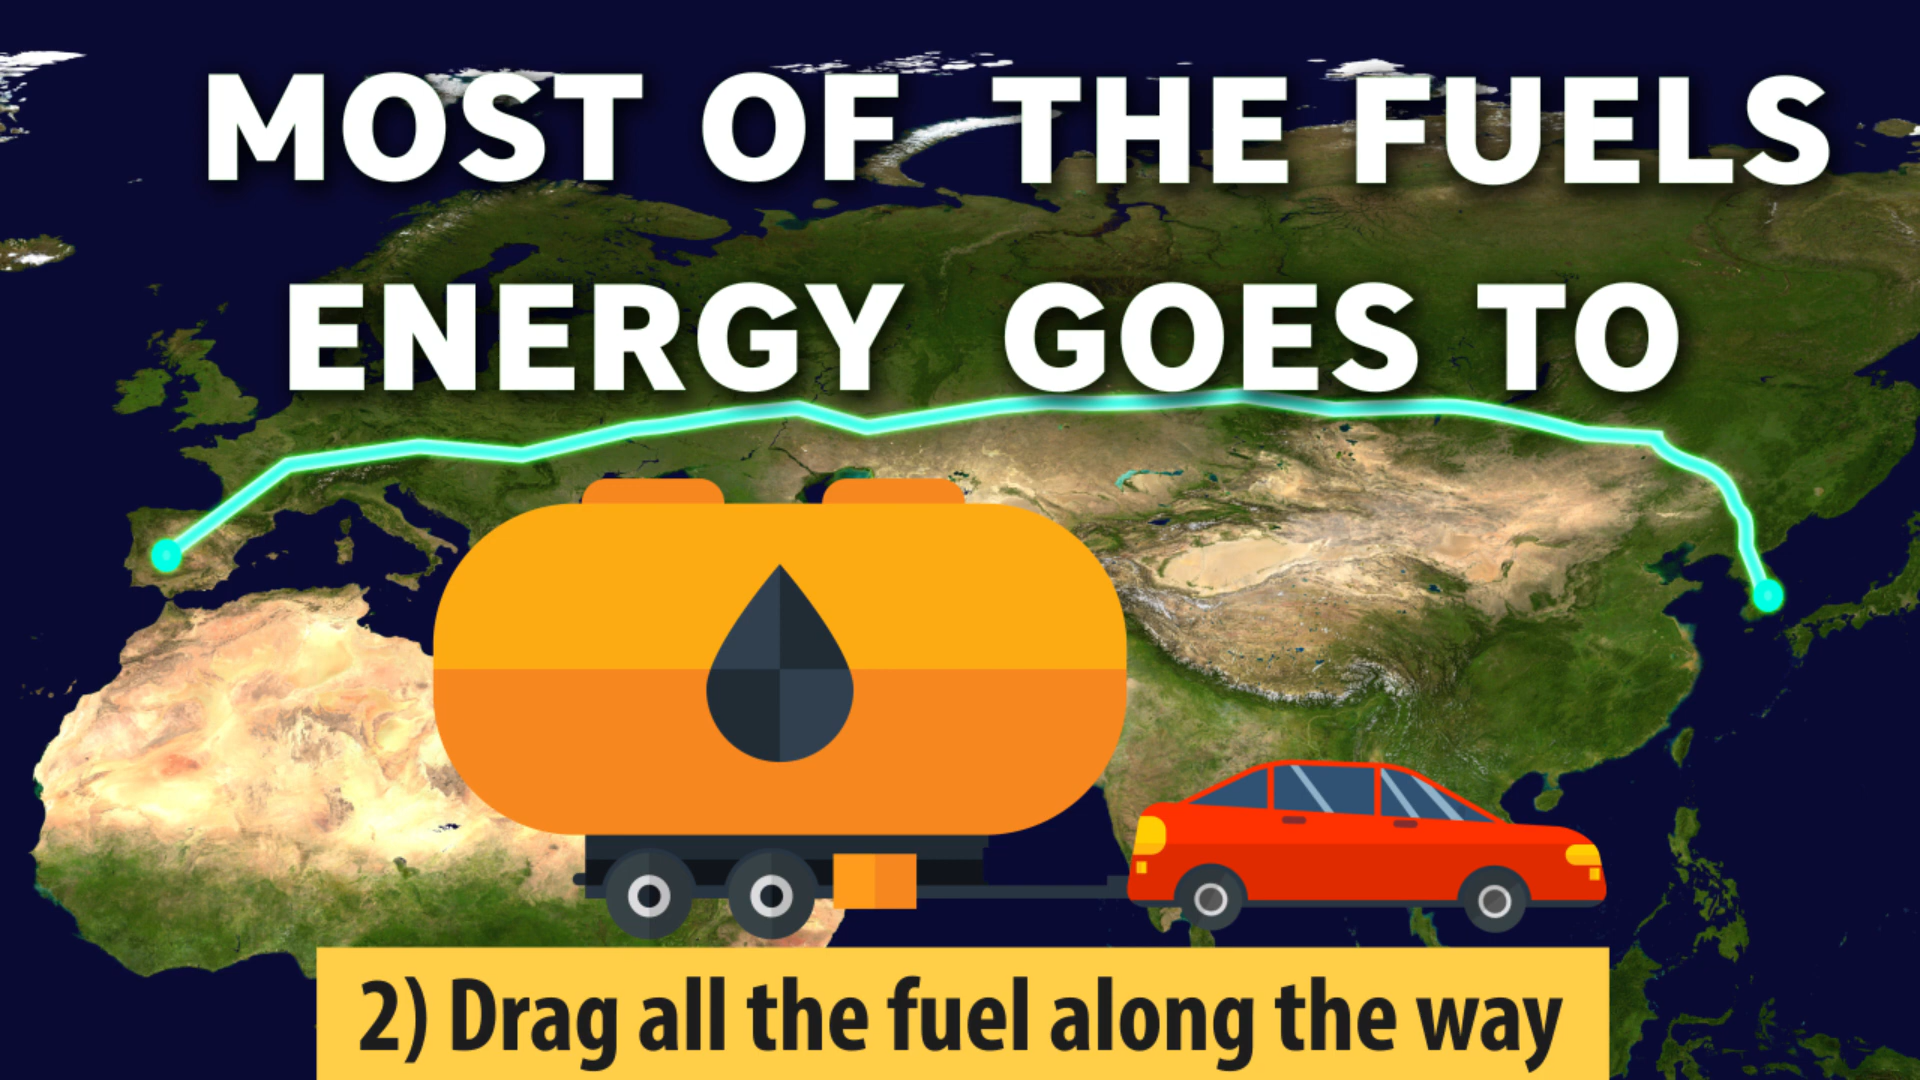 MOST OF THE FUELS
ENERGY GOES TO
2) Drag all the fuel along the way